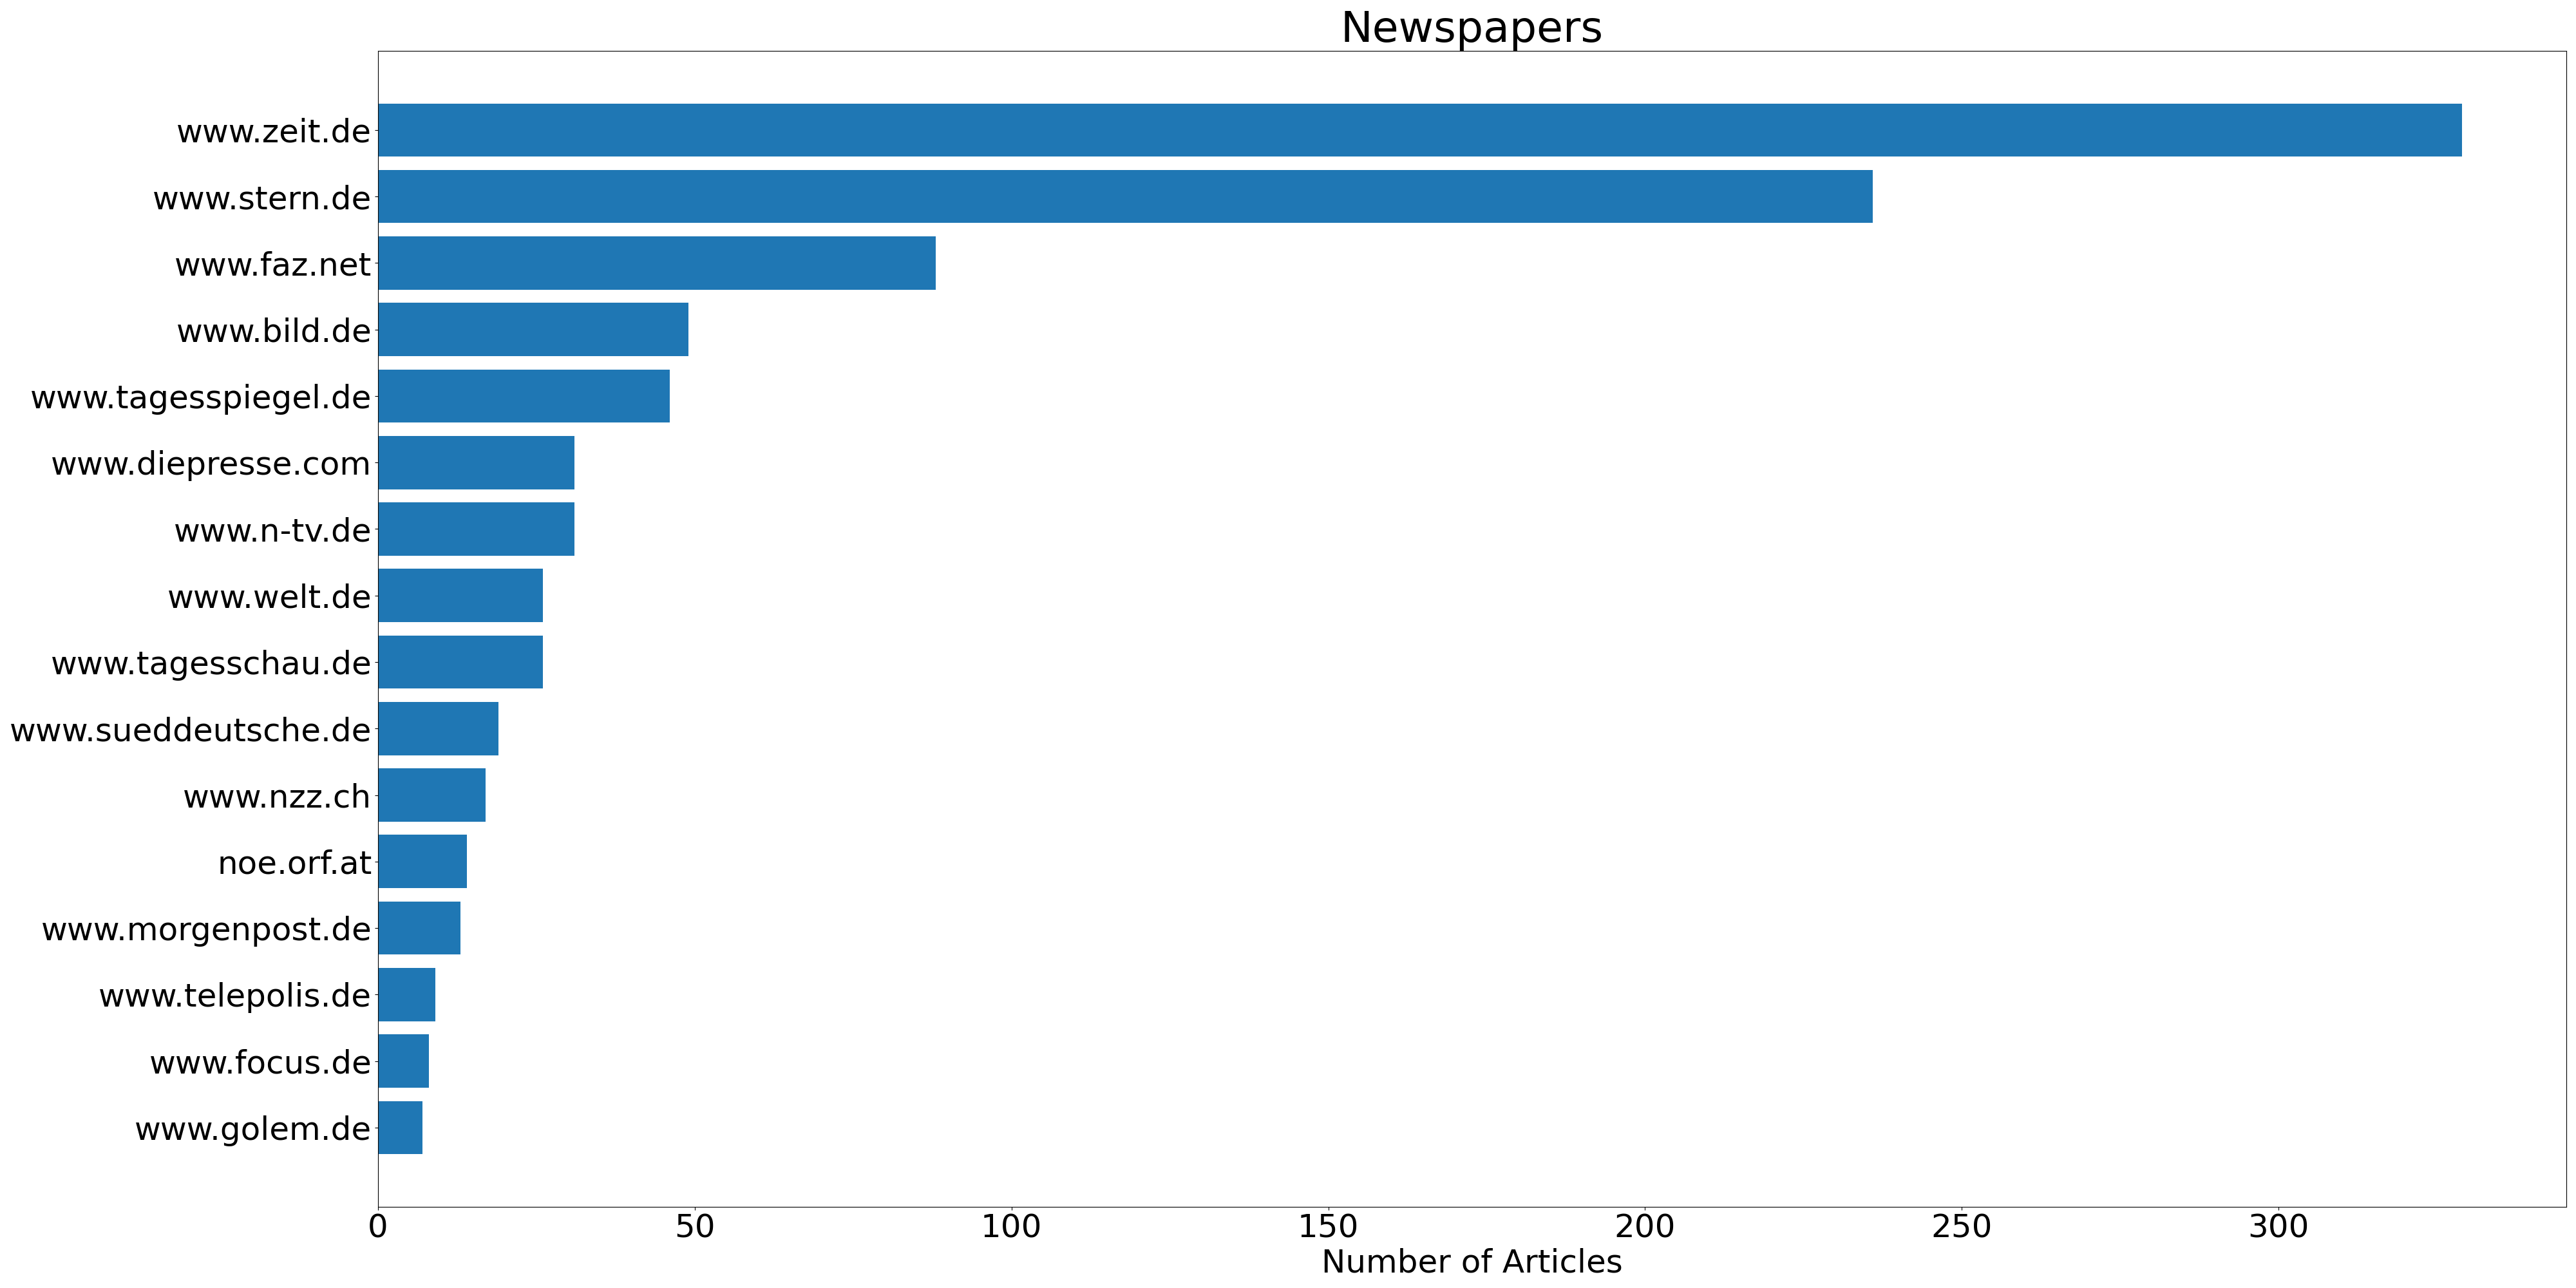 Newspapers
www.zeit.de
www.stern.de
www.faz.net
www.bild.de
www.tagesspiegel.de
www.diepresse.com
www.n-tv.de
www.welt.de
www.tagesschau.de
www.sueddeutsche.de
www.nzz.ch
noe.orf.at
www.morgenpost.de
www.telepolis.de
www.focus.de
www.golem.de
0 50 100 150 200 250 300
Number of Articles